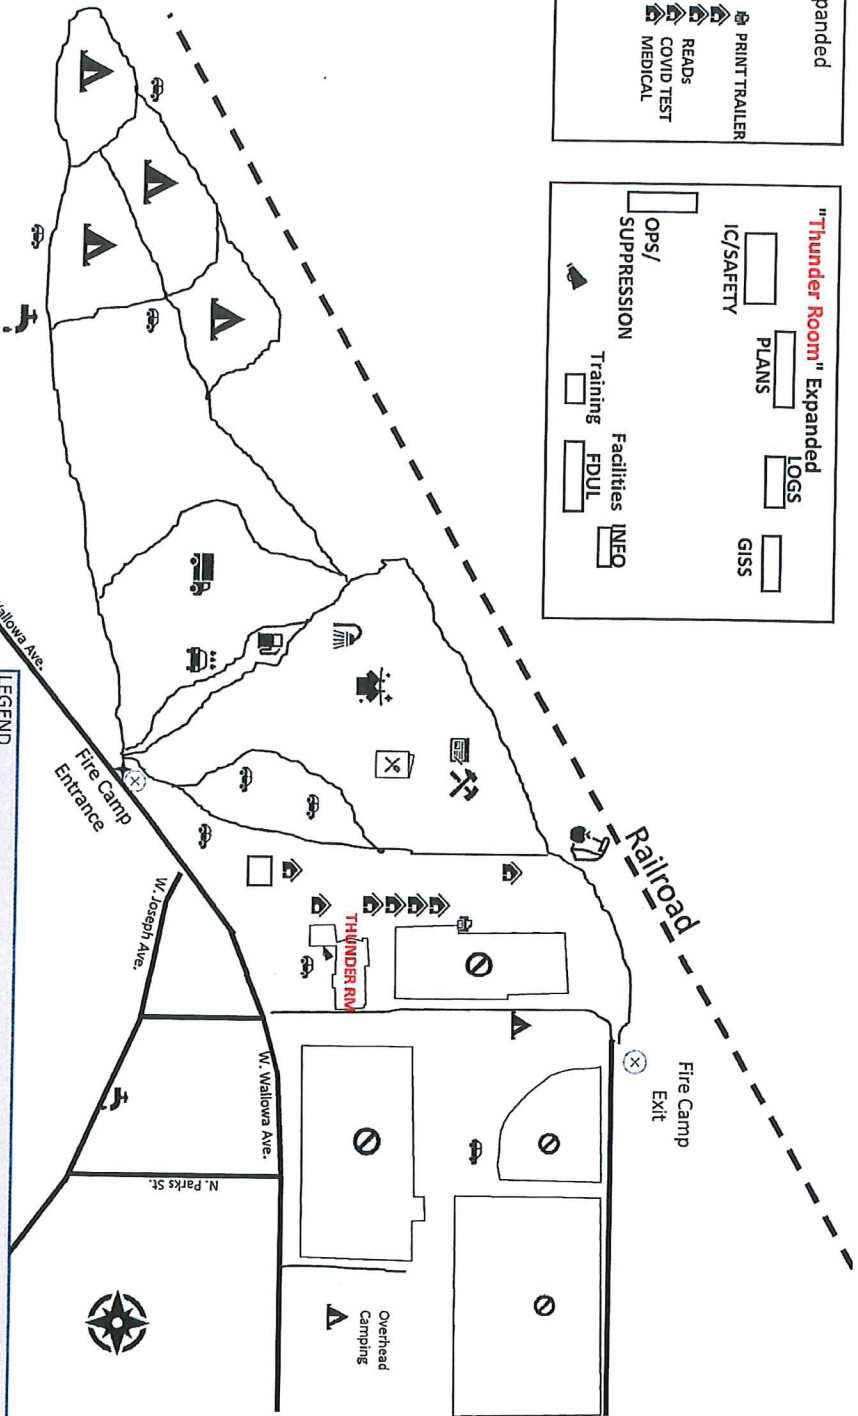 panded
PRINT TRAILER
READs
COVID TEST
MEDICAL
"Thunder Room" Expanded
IC/SAFETY
PLANS
LOGS
GISS
OPS/
SUPPRESSION
Training
Facilities
FDUL
INFO
Railroad
Fire Camp
Exit
THUNDER RM
Fire Camp
Entrance
W. Joseph Ave.
W. Wallowa Ave.
N. Parks St.
Overhead
Camping
allowa Ave.
LEGEND